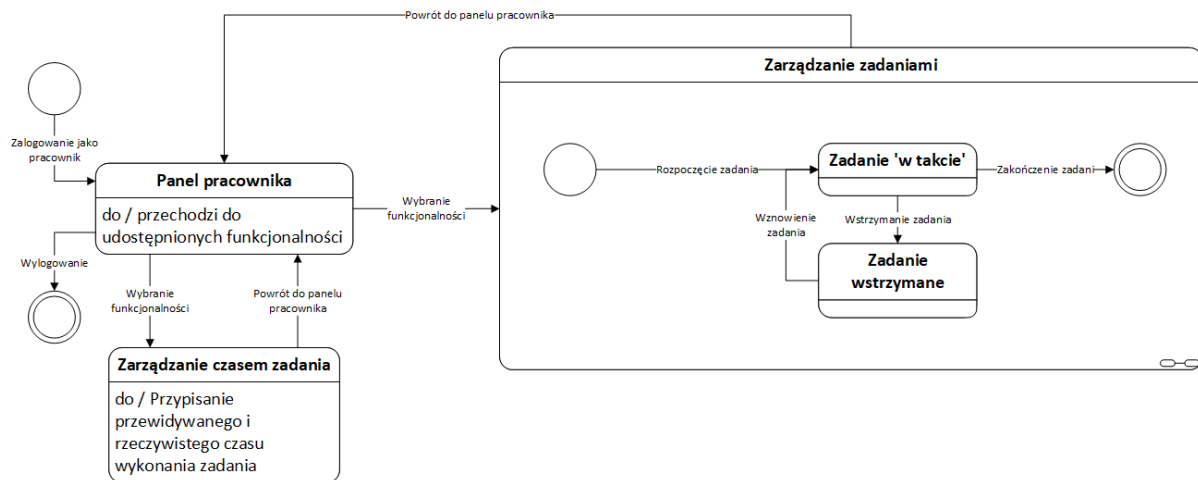 Powrót do panelu pracownika
Zarządzanie zadaniami
Zalogowanie jako
pracownik
Panel pracownika
do / przechodzi do
udostępnionych funkcjonalności
Wybranie
funkcjonalności
Rozpoczęcie zadania
Zadanie 'w takcie'
Zakończenie zadani
Wznowienie
zadania
Wstrzymanie zadania
Zadanie
wstrzymane
Wylogowanie
Wybranie
funkcjonalności
Powrót do panelu
pracownika
Zarządzanie czasem zadania
do / Przypisanie
przewidywanego i
rzeczywistego czasu
wykonania zadania